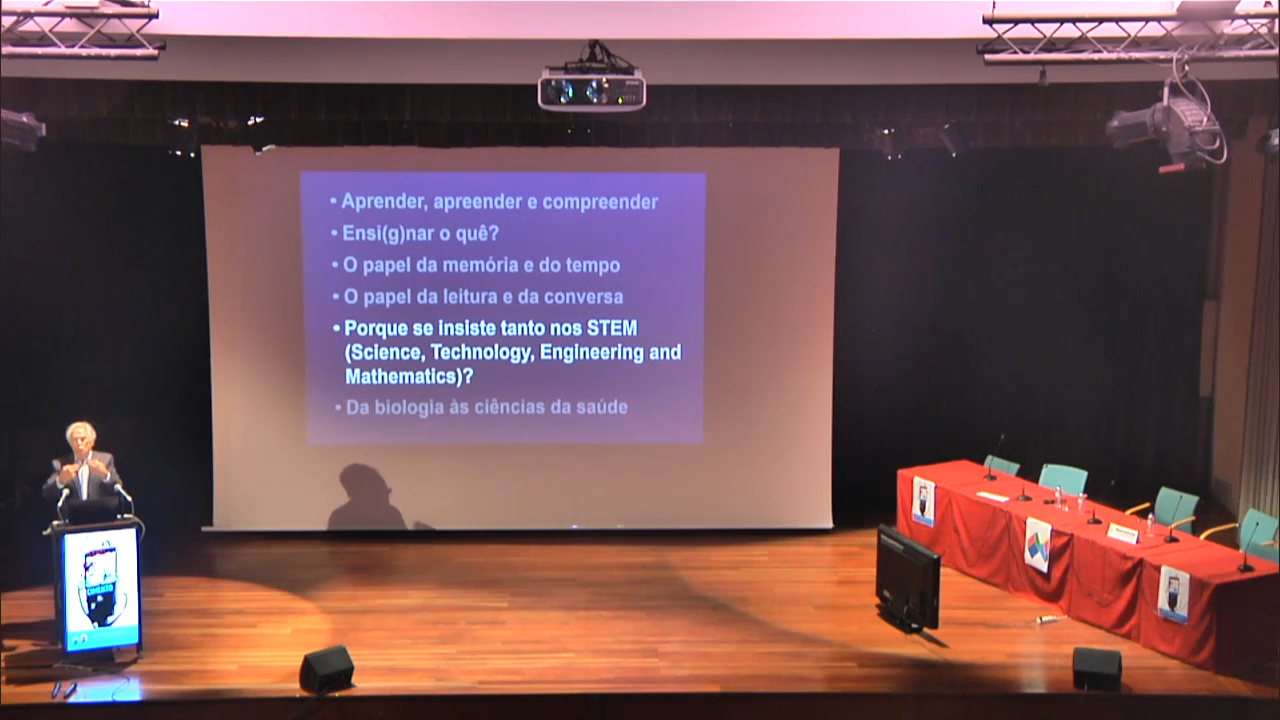 • Aprender, apreender e compreender
• Ensi(g)nar o quê?
• O papel da memória e do tempo
• O papel da leitura e da conversa
• Porque se insiste tanto nos STEM
(Science, Technology, Engineering and
Mathematics)?
• Da biologia às ciências da saúde